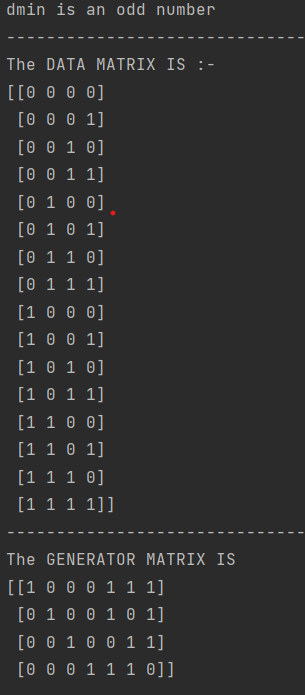 dmin is an odd number
------------------------------
The DATA MATRIX IS :-
[[0 0 0 0]
 [0 0 0 1]
 [0 0 1 0]
 [0 0 1 1]
 [0 1 0 0]
 [0 1 0 1]
 [0 1 1 0]
 [0 1 1 1]
 [1 0 0 0]
 [1 0 0 1]
 [1 0 1 0]
 [1 0 1 1]
 [1 1 0 0]
 [1 1 0 1]
 [1 1 1 0]
 [1 1 1 1]]
------------------------------
The GENERATOR MATRIX IS
[[1 0 0 0 1 1 1]
 [0 1 0 0 1 0 1]
 [0 0 1 0 0 1 1]
 [0 0 0 1 1 1 0]]